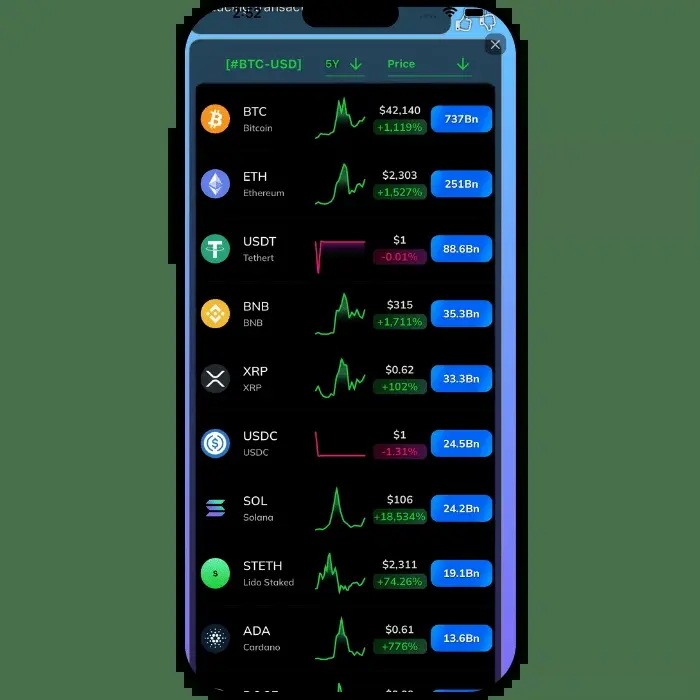 2:52
[#BTC-USD] 5Y Price
BTC
Bitcoin
$42,140
+1,119%
737Bn
ETH
Ethereum
$2,303
+1,527%
251Bn
USDT
Tethert
$1
-0.01%
88.6Bn
BNB
BNB
$315
+1,711%
35.3Bn
XRP
XRP
$0.62
+102%
33.3Bn
USDC
USDC
$1
-1.31%
24.5Bn
SOL
Solana
$106
+18,534%
24.2Bn
STETH
Lido Staked
$2,311
+74.26%
19.1Bn
ADA
Cardano
$0.61
+776%
13.6Bn